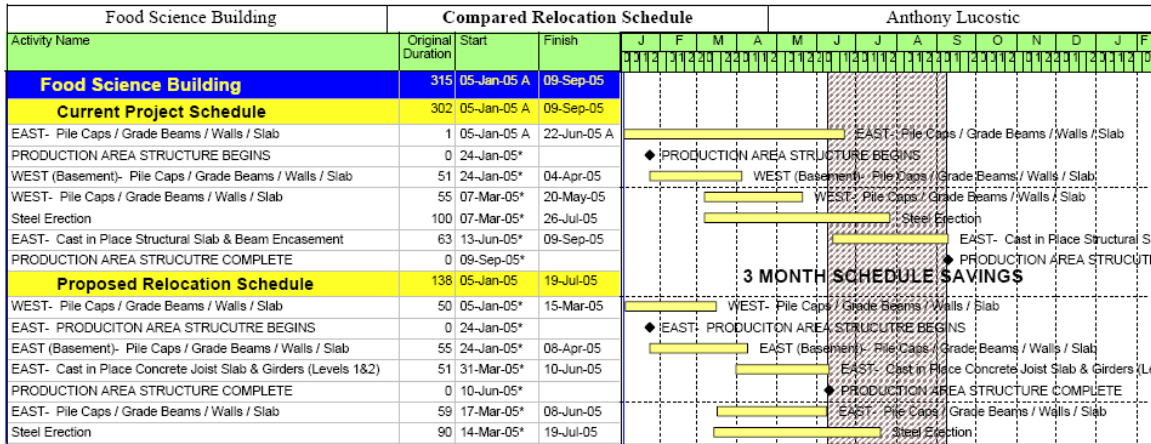 Food Science Building Compared Relocation Schedule Anthony Lucostic
Activity Name Original Duration Start Finish J F M A M J J A S O N D J F
Food Science Building 315 05-Jan-05 A 09-Sep-05
Current Project Schedule 302 05-Jan-05 A 09-Sep-05
EAST- Pile Caps / Grade Beams / Walls / Slab 1 05-Jan-05 A 22-Jun-05 A EAST- Pile Caps / Grade Beams / Walls / Slab
PRODUCTION AREA STRUCTURE BEGINS 0 24-Jan-05* PRODUCTION AREA STRUCTURE BEGINS
WEST (Basement)- Pile Caps / Grade Beams / Walls / Slab 51 24-Jan-05* 04-Apr-05 WEST (Basement)- Pile Caps / Grade Beams / Walls / Slab
WEST- Pile Caps / Grade Beams / Walls / Slab 55 07-Mar-05* 20-May-05 WEST- Pile Caps / Grade Beams / Walls / Slab
Steel Erection 100 07-Mar-05* 26-Jul-05 Steel Erection
EAST- Cast in Place Structural Slab & Beam Encasement 63 13-Jun-05* 09-Sep-05 EAST- Cast in Place Structural S
PRODUCTION AREA STRUCUTRE COMPLETE 0 09-Sep-05* PRODUCTION AREA STRUCUT
Proposed Relocation Schedule 138 05-Jan-05 19-Jul-05 3 MONTH SCHEDULE SAVINGS
WEST- Pile Caps / Grade Beams / Walls / Slab 50 05-Jan-05* 15-Mar-05 WEST- Pile Caps / Grade Beams / Walls / Slab
EAST- PRODUCITON AREA STRUCUTRE BEGINS 0 24-Jan-05* EAST- PRODUCITON AREA STRUCUTRE BEGINS
EAST (Basement)- Pile Caps / Grade Beams / Walls / Slab 55 24-Jan-05* 08-Apr-05 EAST (Basement)- Pile Caps / Grade Beams / Walls / Slab
EAST- Cast in Place Concrete Joist Slab & Girders (Levels 1&2) 51 31-Mar-05* 10-Jun-05 EAST- Cast in Place Concrete Joist Slab & Girders (Le
PRODUCTION AREA STRUCTURE COMPLETE 0 10-Jun-05* PRODUCTION AREA STRUCTURE COMPLETE
EAST- Pile Caps / Grade Beams / Walls / Slab 59 17-Mar-05* 08-Jun-05 EAST- Pile Caps / Grade Beams / Walls / Slab
Steel Erection 90 14-Mar-05* 19-Jul-05 Steel Erection